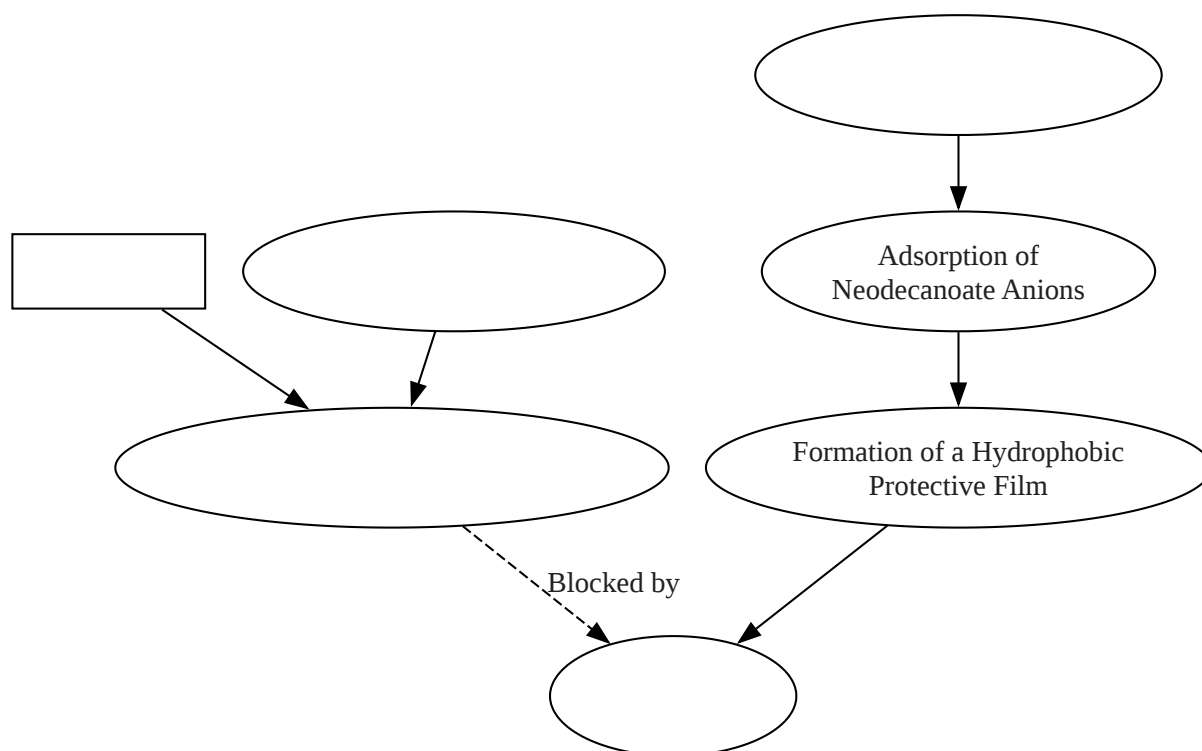 Adsorption of
Neodecanoate Anions
Formation of a Hydrophobic
Protective Film
Blocked by